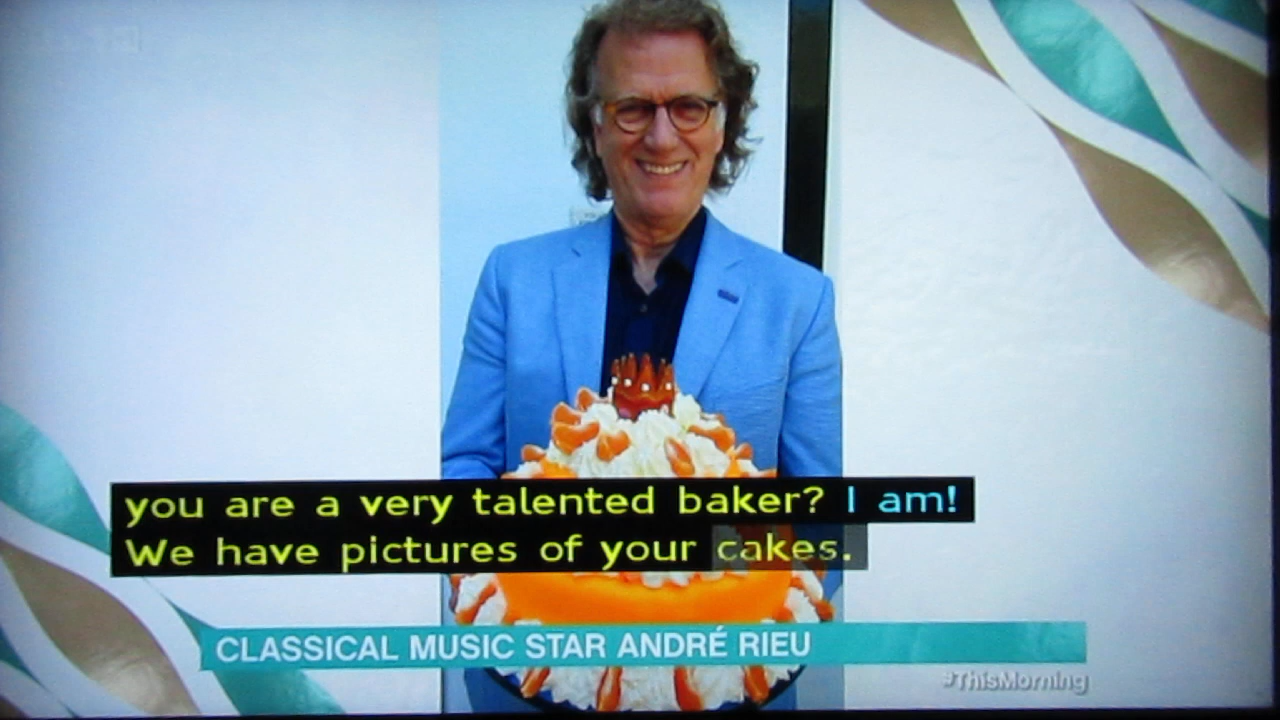 you are a very talented baker? I am!
We have pictures of your cakes.
CLASSICAL MUSIC STAR ANDRÉ RIEU
#ThisMorning